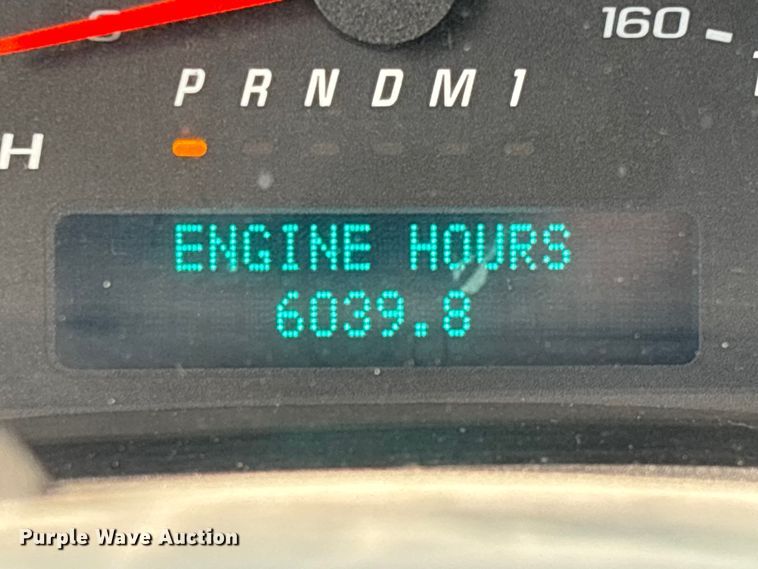 160
P R N D M 1
H
ENGINE HOURS
6039.8
Purple Wave Auction